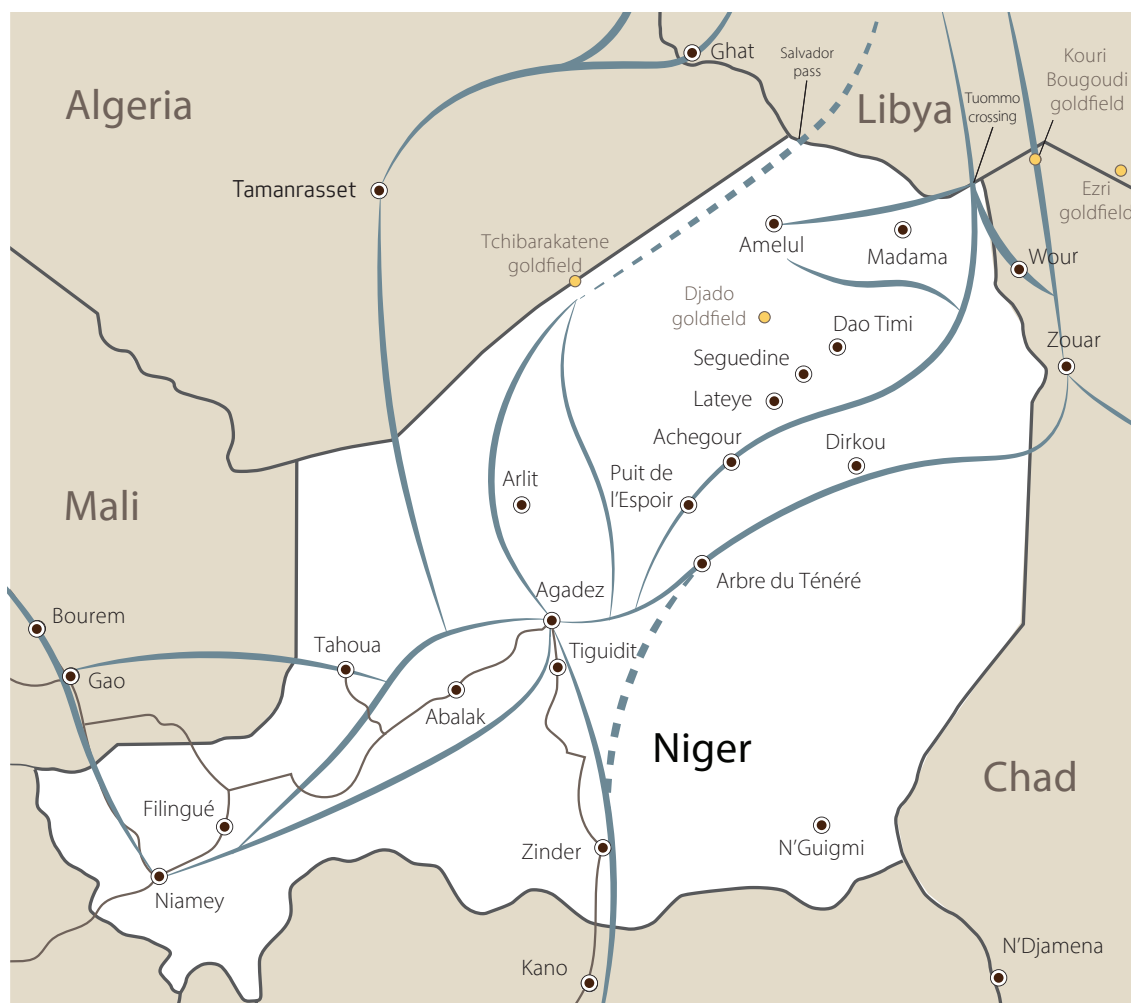 Ghat
Salvador
pass
Kouri
Bougoudi
goldfield
Algeria
Libya
Tuommo
crossing
Tamanrasset
Ezri
goldfield
Amelul
Madama
Tchibarakatene
goldfield
Wour
Djado
goldfield
Dao Timi
Zouar
Seguedine
Lateye
Achegour
Dirkou
Mali
Arlit
Puit de
l'Espoir
Agadez
Arbre du Ténéré
Bourem
Tahoua
Tiguidit
Gao
Abalak
Niger
Chad
Filingué
Zinder
N'Guigmi
Niamey
Kano
N'Djamena